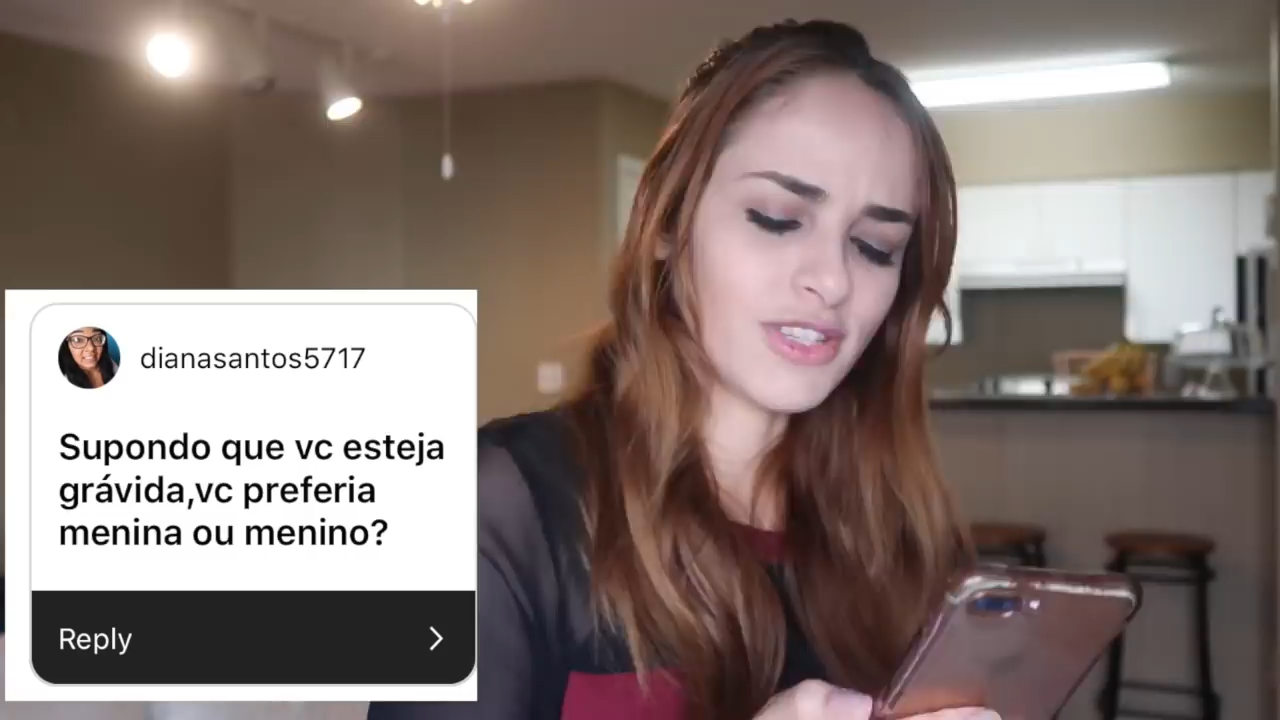 dianasantos5717
Supondo que vc esteja
grávida,vc preferia
menina ou menino?
Reply